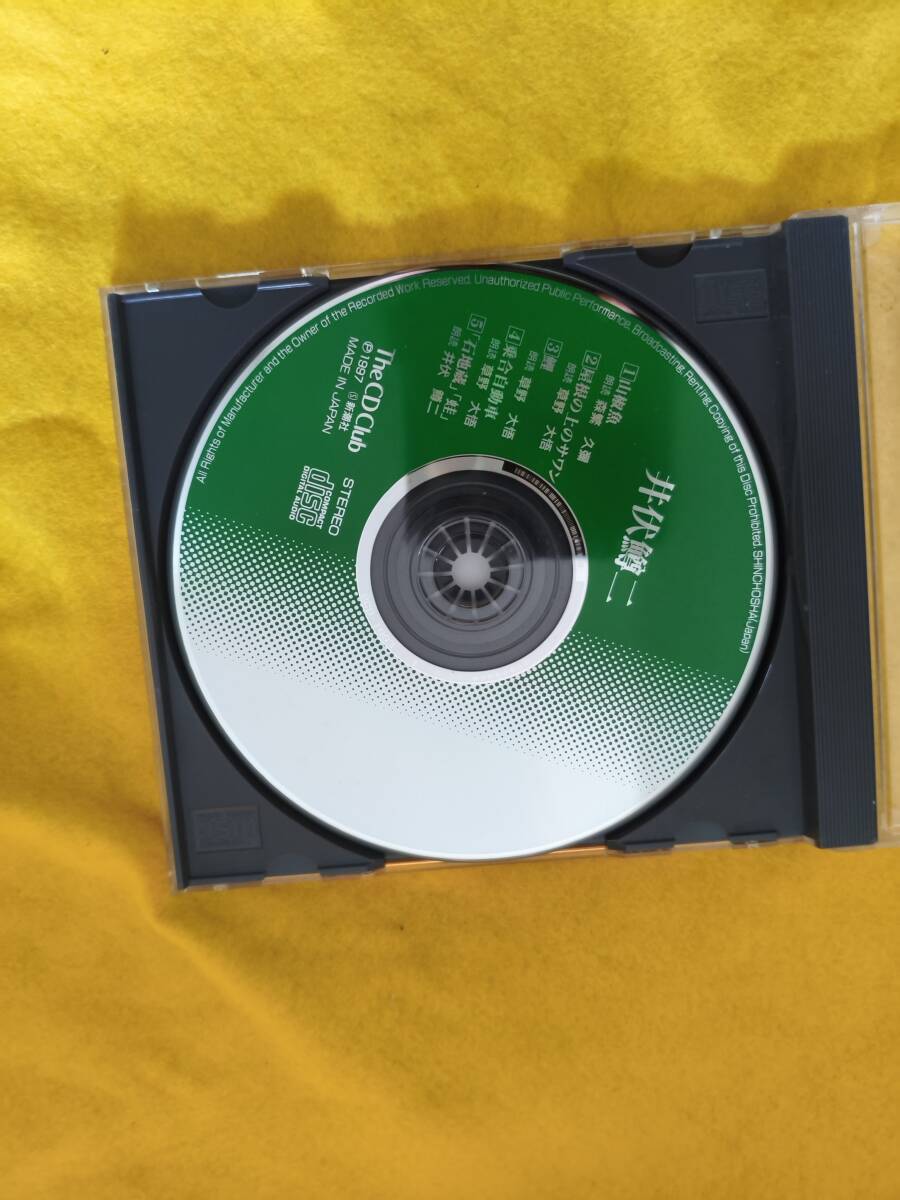 井伏鱒二
1 山椒魚
朗読 森繁 久彌
2 屋根の上のサワン
朗読 草野 大悟
3 鯉
朗読 草野 大悟
4 乗合自動車
朗読 草野 大悟
5 「石地蔵」「蛙」
朗読 井伏 鱒二
The CD Club
Ⓟ1997 Ⓢ新潮社
MADE IN JAPAN
STEREO
COMPACT
disc
DIGITAL AUDIO
All Rights of Manufacturer and the Owner of the Recorded Work Reserved. Unauthorized Public Performance, Broadcasting, Renting, Copying of this Disc Prohibited. SHINCHOSHA(Japan)